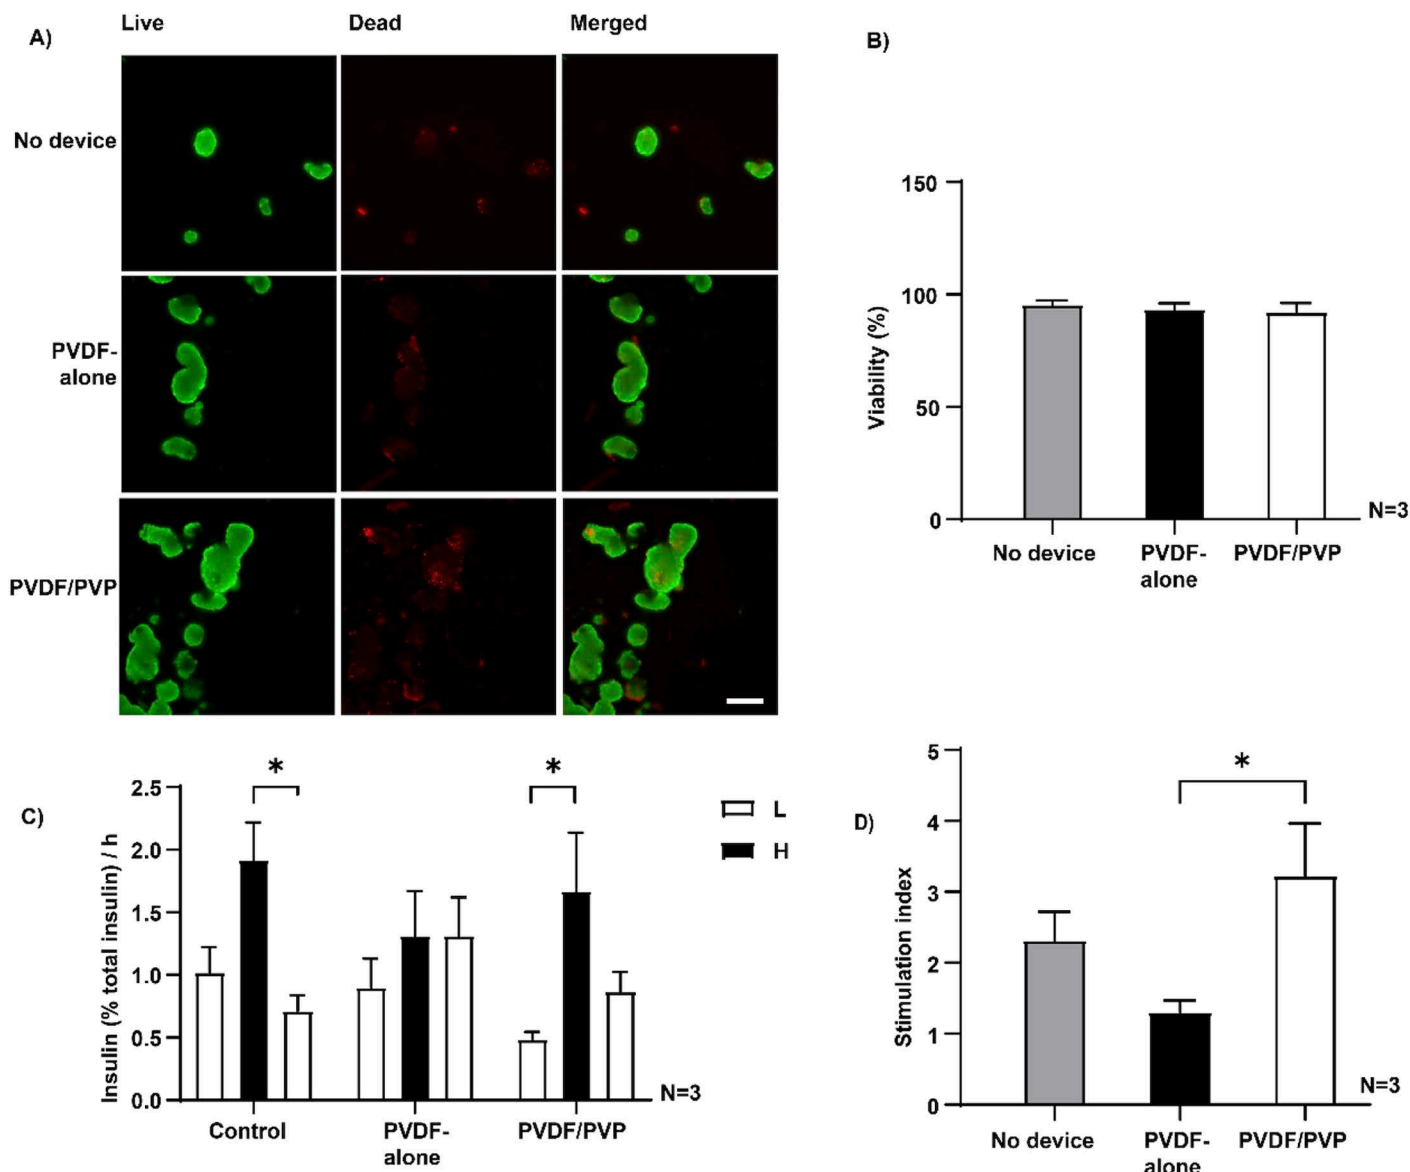 A)
Live
Dead
Merged
No device
PVDF-
alone
PVDF/PVP
B)
150
100
50
0
Viability (%)
No device
PVDF-
alone
PVDF/PVP
N=3
C)
2.5
2.0
1.5
1.0
0.5
0.0
Insulin (% total insulin) / h
*
*
L
H
Control
PVDF-
alone
PVDF/PVP
N=3
D)
5
4
3
2
1
0
Stimulation index
*
No device
PVDF-
alone
PVDF/PVP
N=3